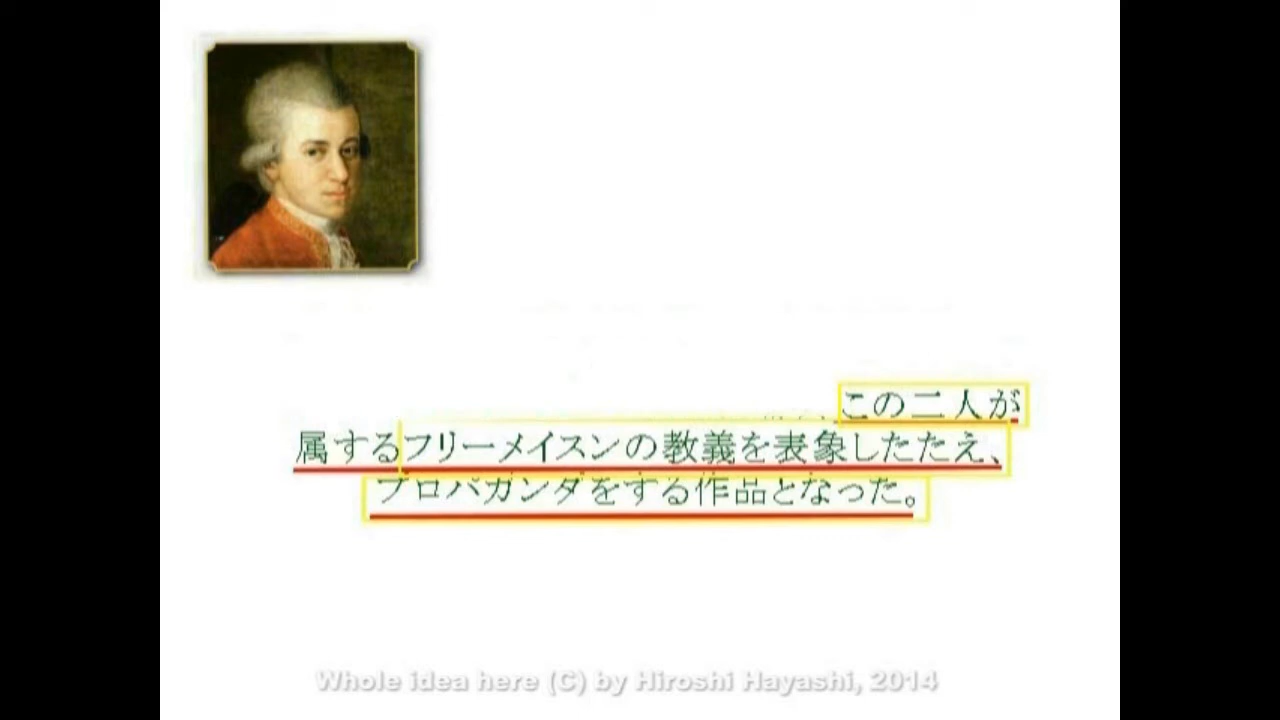 この二人が
属するフリーメイスンの教義を表象したたえ、
プロパガンダをする作品となった。
Whole idea here (C) by Hiroshi Hayashi, 2014